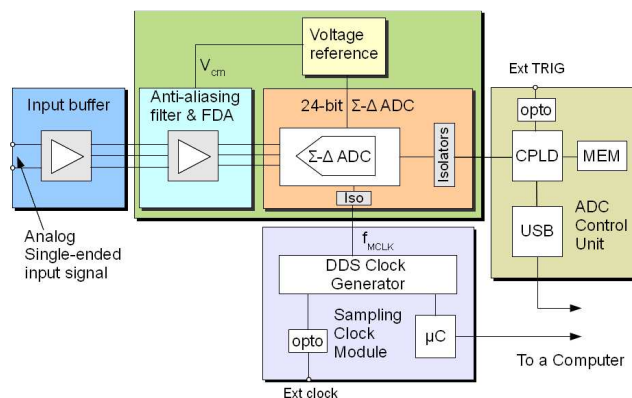 Voltage
reference
V_cm
Ext TRIG
Input buffer
Anti-aliasing
filter & FDA
24-bit Σ-Δ ADC
opto
Σ-Δ ADC
Isolators
CPLD
MEM
Iso
USB
ADC
Control
Unit
Analog
Single-ended
input signal
f_MCLK
DDS Clock
Generator
Sampling
Clock
Module
opto
µC
To a Computer
Ext clock